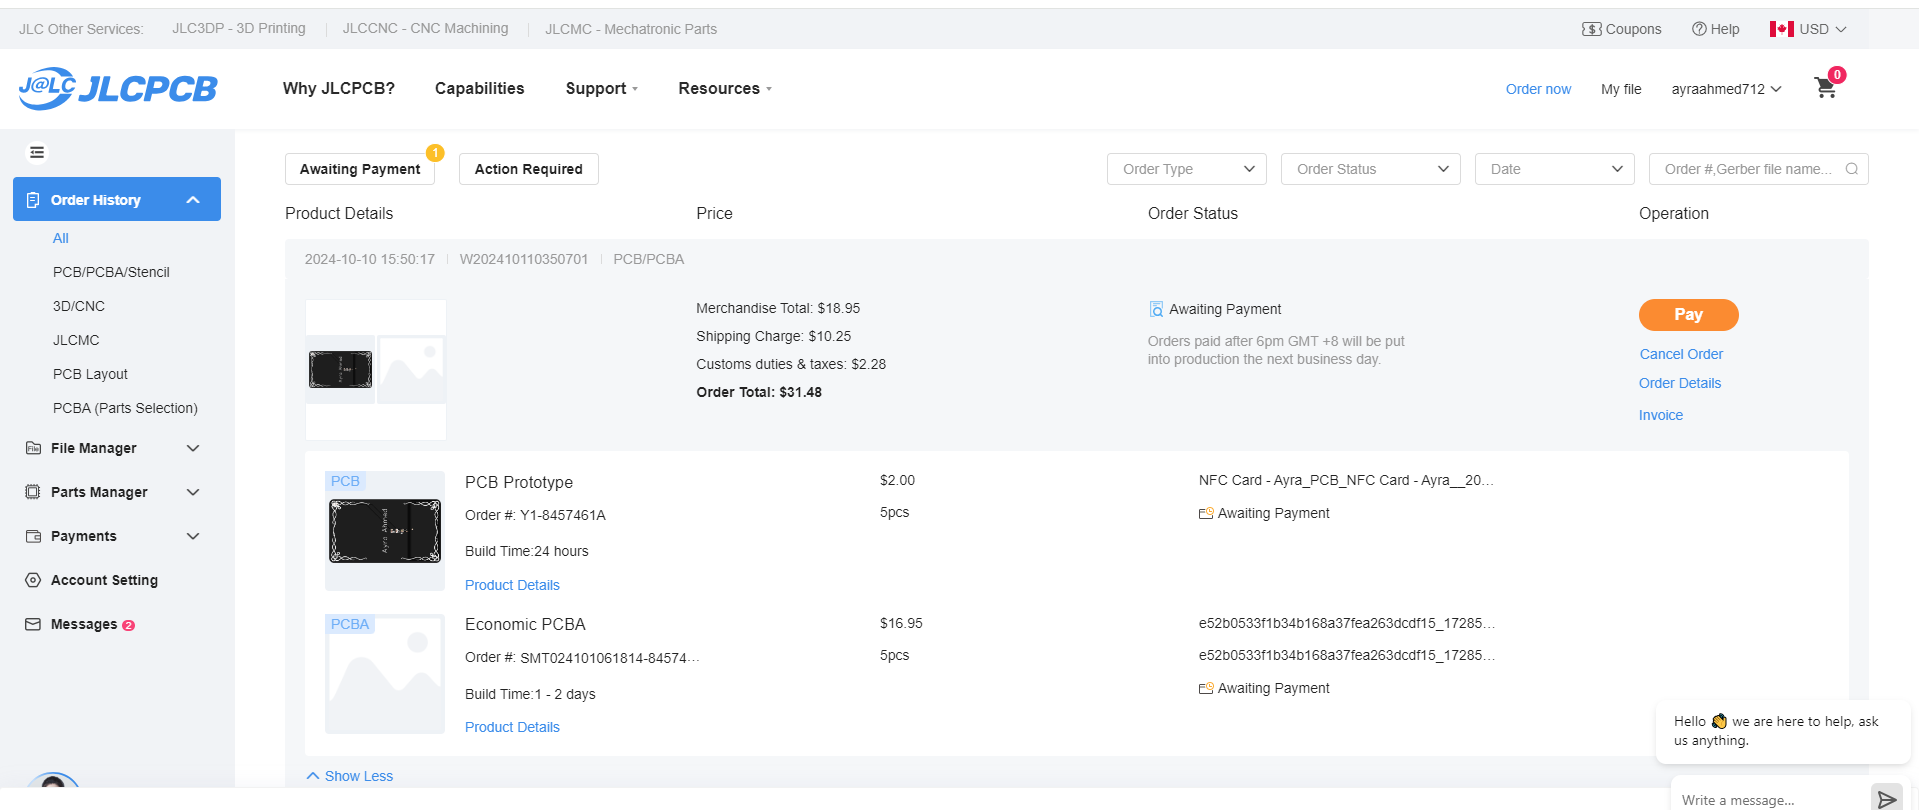 JLC Other Services: JLC3DP - 3D Printing JLCCNC - CNC Machining JLCMC - Mechatronic Parts Coupons Help USD
J@LC JLCPCB Why JLCPCB? Capabilities Support Resources Order now My file ayraahmed712 0
Order History
All
PCB/PCBA/Stencil
3D/CNC
JLCMC
PCB Layout
PCBA (Parts Selection)
File Manager
Parts Manager
Payments
Account Setting
Messages 2
Awaiting Payment 1 Action Required Order Type Order Status Date Order #,Gerber file name...
Product Details Price Order Status Operation
2024-10-10 15:50:17 W202410110350701 PCB/PCBA
Merchandise Total: $18.95
Shipping Charge: $10.25
Customs duties & taxes: $2.28
Order Total: $31.48
Awaiting Payment
Orders paid after 6pm GMT +8 will be put
into production the next business day.
Pay
Cancel Order
Order Details
Invoice
PCB
Ayra Ahmed
PCB Prototype $2.00 NFC Card - Ayra_PCB_NFC Card - Ayra__20...
Order #: Y1-8457461A 5pcs Awaiting Payment
Build Time:24 hours
Product Details
PCBA
Economic PCBA $16.95 e52b0533f1b34b168a37fea263dcdf15_17285...
Order #: SMT024101061814-84574... 5pcs e52b0533f1b34b168a37fea263dcdf15_17285...
Build Time:1 - 2 days Awaiting Payment
Product Details
Show Less
Hello 👋 we are here to help, ask
us anything.
Write a message...